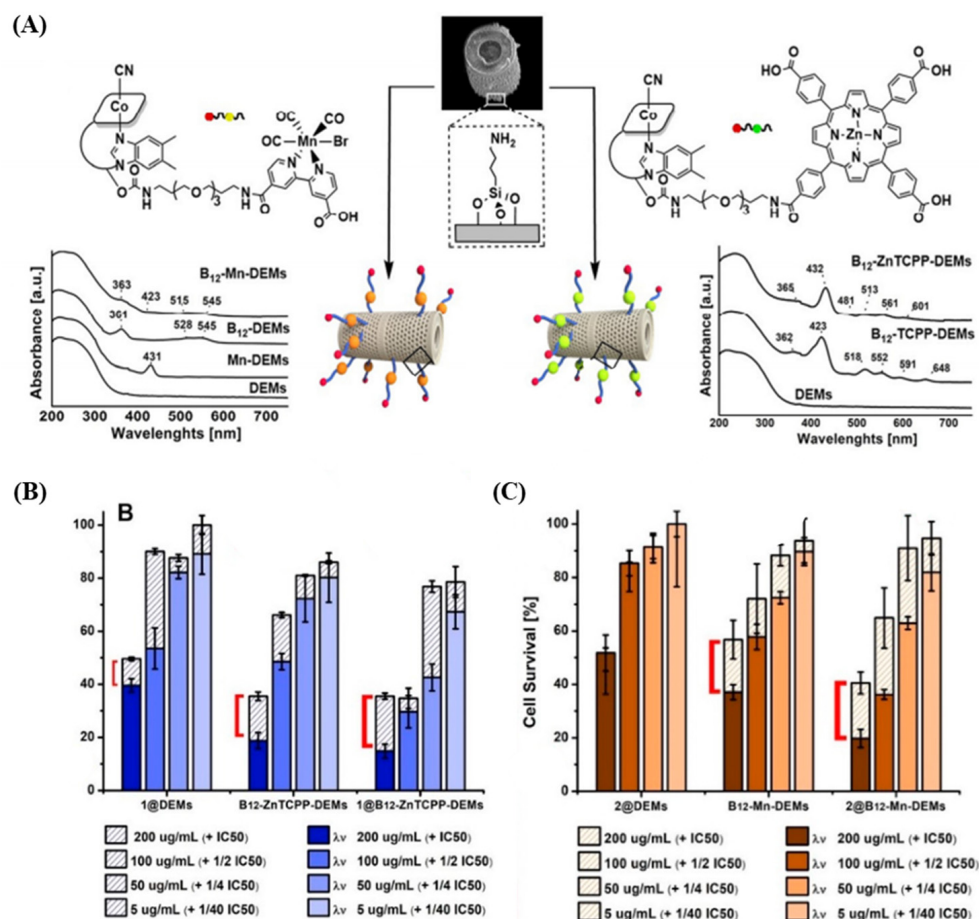 (A)
CN
Co
N
N
O
O
N
H
O
3
N
H
O
CO
CO
OC
Mn
Br
N
N
O
OH
NH2
Si
O
O
O
CN
Co
N
N
O
O
N
H
O
3
N
H
O
HO
O
O
OH
N
N
Zn
N
N
O
OH
Absorbance [a.u.]
363
423
515
545
B12-Mn-DEMs
361
528
545
B12-DEMs
431
Mn-DEMs
DEMs
200 300 400 500 600 700
Wavelenghts [nm]
Absorbance [a.u.]
B12-ZnTCPP-DEMs
365
432
481
513
561
601
B12-TCPP-DEMs
362
423
518
552
591
648
DEMs
200 300 400 500 600 700
Wavelenghts [nm]
(B)
B
100
80
60
40
20
0
1@DEMs B12-ZnTCPP-DEMs 1@B12-ZnTCPP-DEMs
200 ug/mL (+ IC50) λν 200 ug/mL (+ IC50)
100 ug/mL (+ 1/2 IC50) λν 100 ug/mL (+ 1/2 IC50)
50 ug/mL (+ 1/4 IC50) λν 50 ug/mL (+ 1/4 IC50)
5 ug/mL (+ 1/40 IC50) λν 5 ug/mL (+ 1/40 IC50)
(C)
Cell Survival [%]
100
80
60
40
20
0
2@DEMs B12-Mn-DEMs 2@B12-Mn-DEMs
200 ug/mL (+ IC50) λν 200 ug/mL (+ IC50)
100 ug/mL (+ 1/2 IC50) λν 100 ug/mL (+ 1/2 IC50)
50 ug/mL (+ 1/4 IC50) λν 50 ug/mL (+ 1/4 IC50)
5 ug/mL (+ 1/40 IC50) λν 5 ug/mL (+ 1/40 IC50)